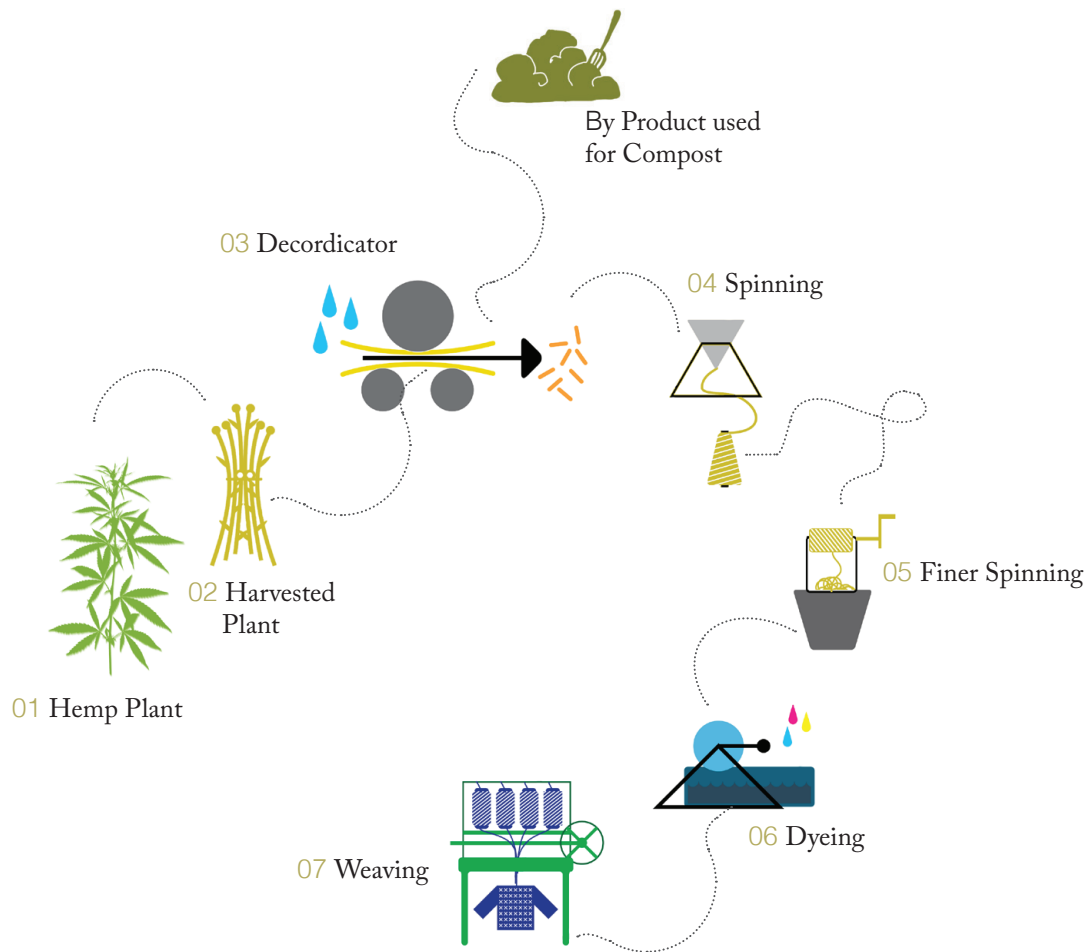 By Product used
for Compost
03 Decordicator
04 Spinning
02 Harvested
Plant
05 Finer Spinning
01 Hemp Plant
06 Dyeing
07 Weaving